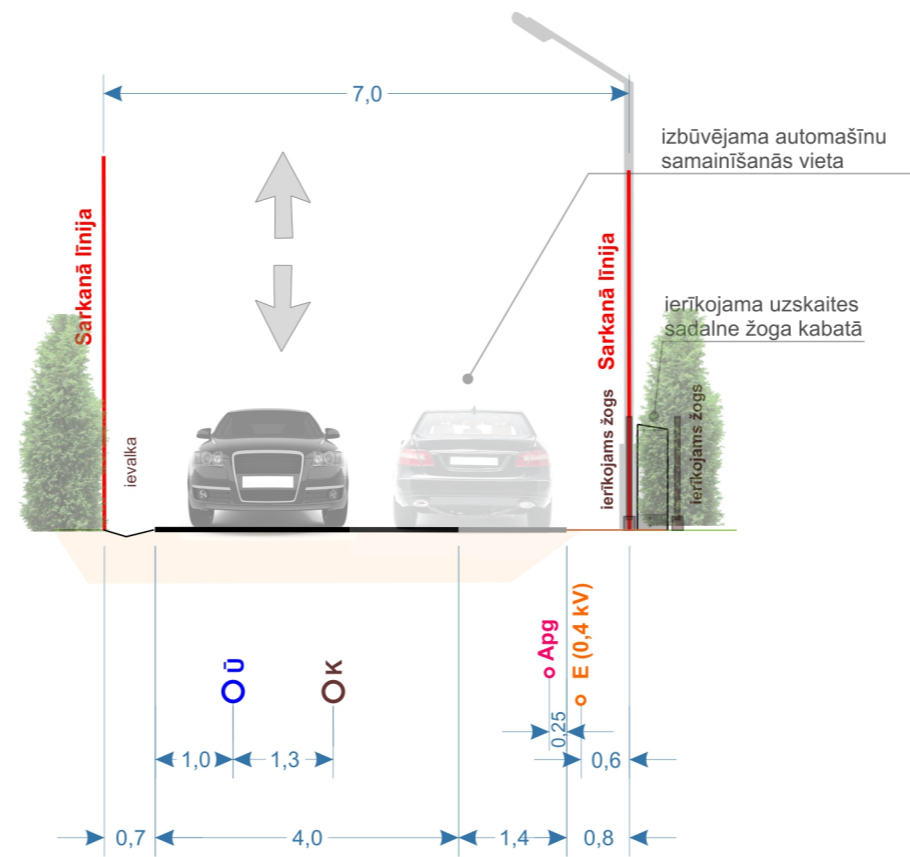 7,0
izbūvējama automašīnu
samainīšanās vieta
Sarkanā līnija
Sarkanā līnija
ierīkojama uzskaites
sadalne žoga kabatā
ievalka
ierīkojams žogs
ierīkojams žogs
Ū
K
Apg
E (0,4 kV)
0,25
1,0
1,3
0,6
0,7
4,0
1,4
0,8